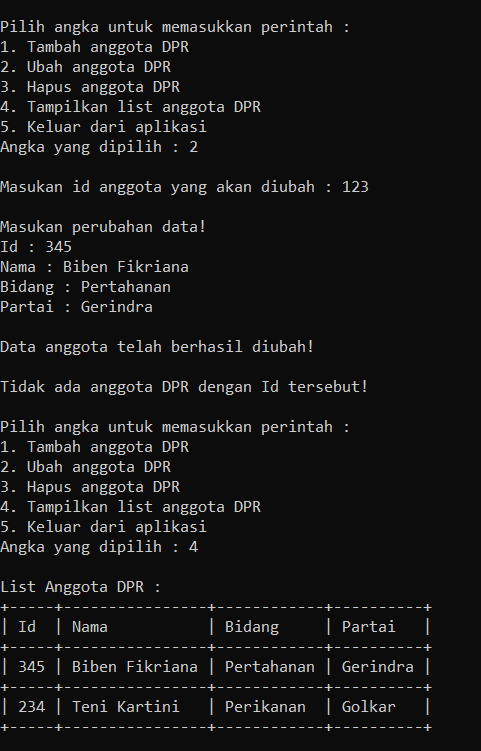 Pilih angka untuk memasukkan perintah :
1. Tambah anggota DPR
2. Ubah anggota DPR
3. Hapus anggota DPR
4. Tampilkan list anggota DPR
5. Keluar dari aplikasi
Angka yang dipilih : 2
Masukan id anggota yang akan diubah : 123
Masukan perubahan data!
Id : 345
Nama : Biben Fikriana
Bidang : Pertahanan
Partai : Gerindra
Data anggota telah berhasil diubah!
Tidak ada anggota DPR dengan Id tersebut!
Pilih angka untuk memasukkan perintah :
1. Tambah anggota DPR
2. Ubah anggota DPR
3. Hapus anggota DPR
4. Tampilkan list anggota DPR
5. Keluar dari aplikasi
Angka yang dipilih : 4
List Anggota DPR :
+-----+----------------+------------+----------+
| Id  | Nama           | Bidang     | Partai   |
+-----+----------------+------------+----------+
| 345 | Biben Fikriana | Pertahanan | Gerindra |
+-----+----------------+------------+----------+
| 234 | Teni Kartini   | Perikanan  | Golkar   |
+-----+----------------+------------+----------+